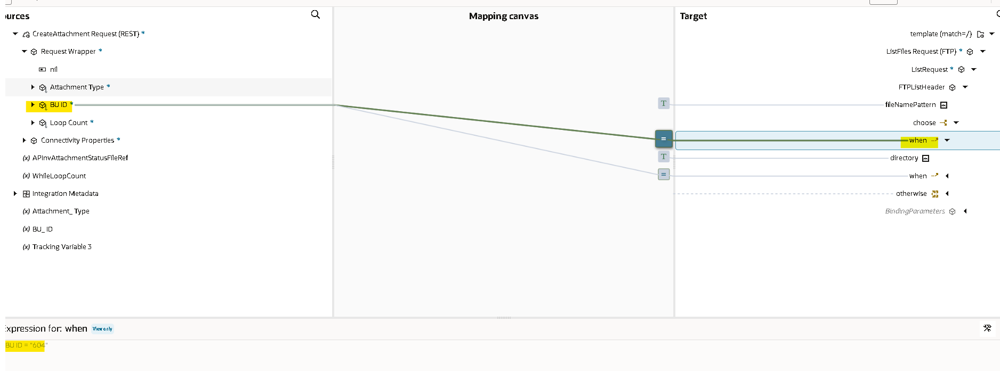 ources
Mapping canvas
Target
CreateAttachment Request (REST) *
template (match=/)
Request Wrapper *
ListFiles Request (FTP) *
nil
ListRequest *
Attachment Type *
FTPListHeader
BU ID *
T
fileNamePattern
Loop Count *
choose
Connectivity Properties *
=
when
(x) APInvAttachmentStatusFileRef
T
directory
(x) WhileLoopCount
=
when
Integration Metadata
otherwise
(x) Attachment_ Type
BindingParameters
(x) BU_ ID
(x) Tracking Variable 3
Expression for: when View only
BU ID = "604"